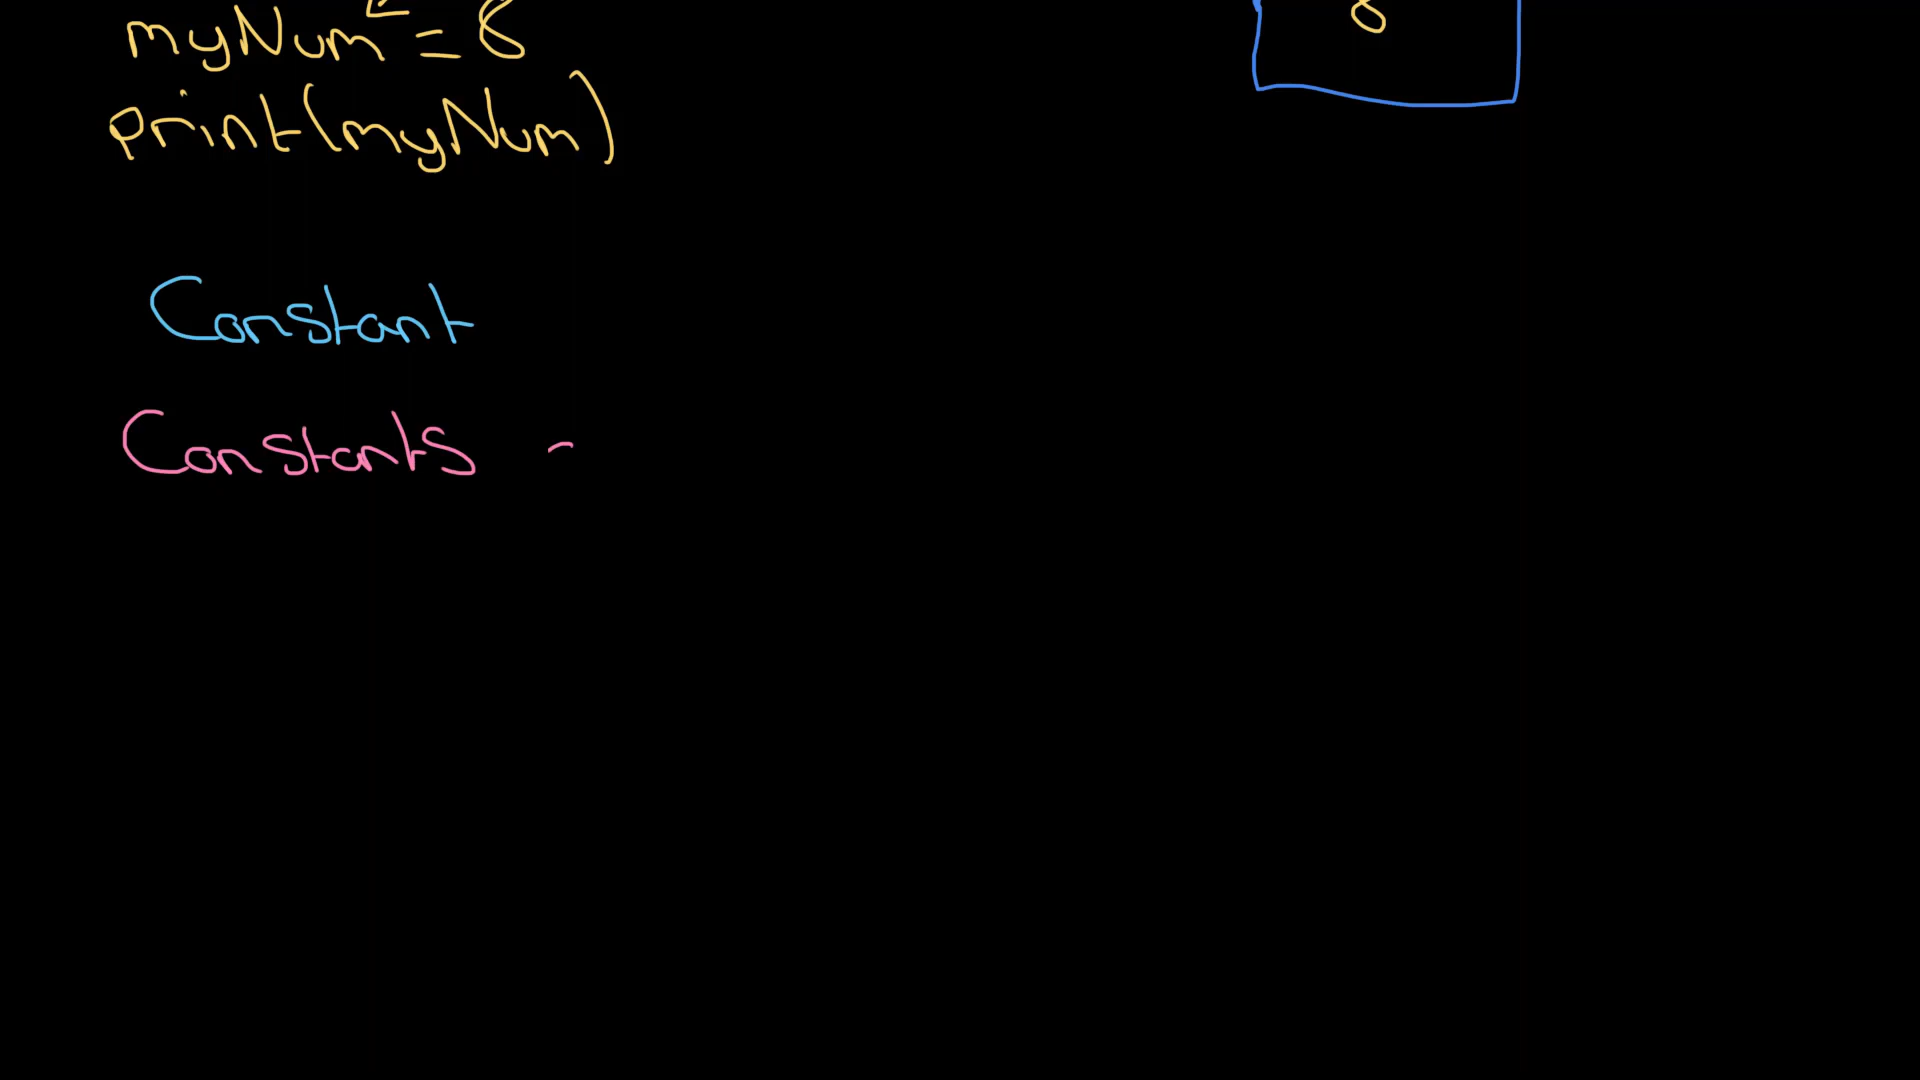 myNum = 8
8
print(myNum)
Constant
Constants -